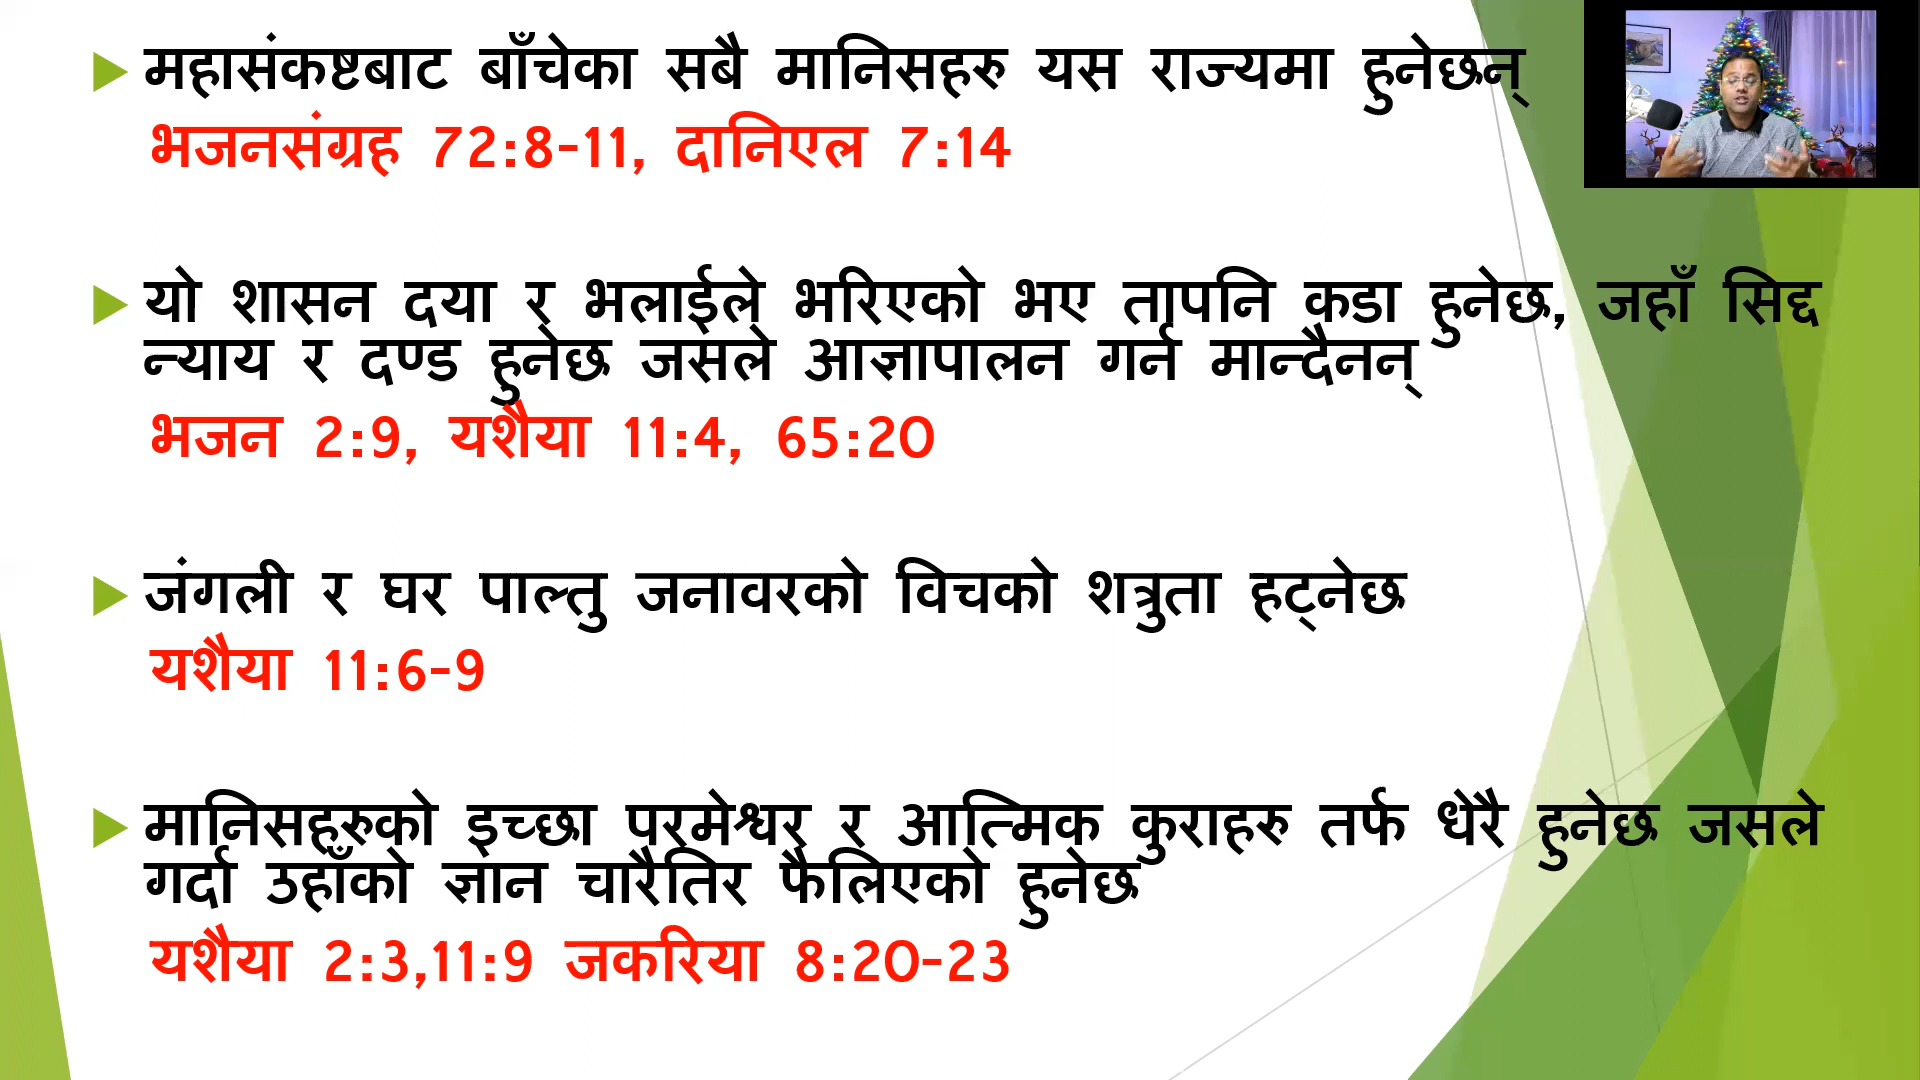 महासंकष्टबाट बाँचेका सबै मानिसहरु यस राज्यमा हुनेछन्
भजनसंग्रह 72:8-11, दानिएल 7:14
यो शासन दया र भलाईले भरिएको भए तापनि कडा हुनेछ, जहाँ सिद्द
न्याय र दण्ड हुनेछ जसले आज्ञापालन गर्न मान्दैनन्
भजन 2:9, यशैया 11:4, 65:20
जंगली र घर पाल्तु जनावरको विचको शत्रुता हट्नेछ
यशैया 11:6-9
मानिसहरुको इच्छा परमेश्वर र आत्मिक कुराहरु तर्फ धेरै हुनेछ जसले
गर्दा उहाँको ज्ञान चारैतिर फैलिएको हुनेछ
यशैया 2:3,11:9 जकरिया 8:20-23